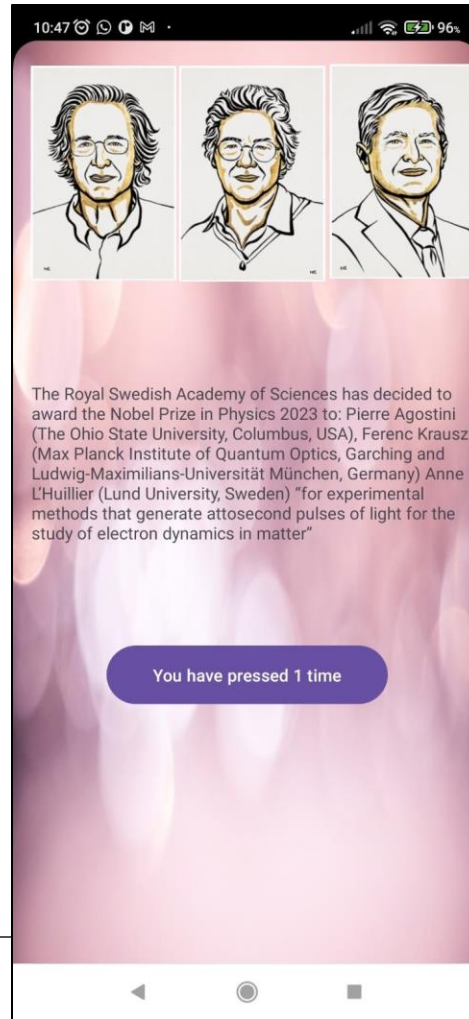 10:47
96%
The Royal Swedish Academy of Sciences has decided to
award the Nobel Prize in Physics 2023 to: Pierre Agostini
(The Ohio State University, Columbus, USA), Ferenc Krausz
(Max Planck Institute of Quantum Optics, Garching and
Ludwig-Maximilians-Universität München, Germany) Anne
L’Huillier (Lund University, Sweden) “for experimental
methods that generate attosecond pulses of light for the
study of electron dynamics in matter”
You have pressed 1 time